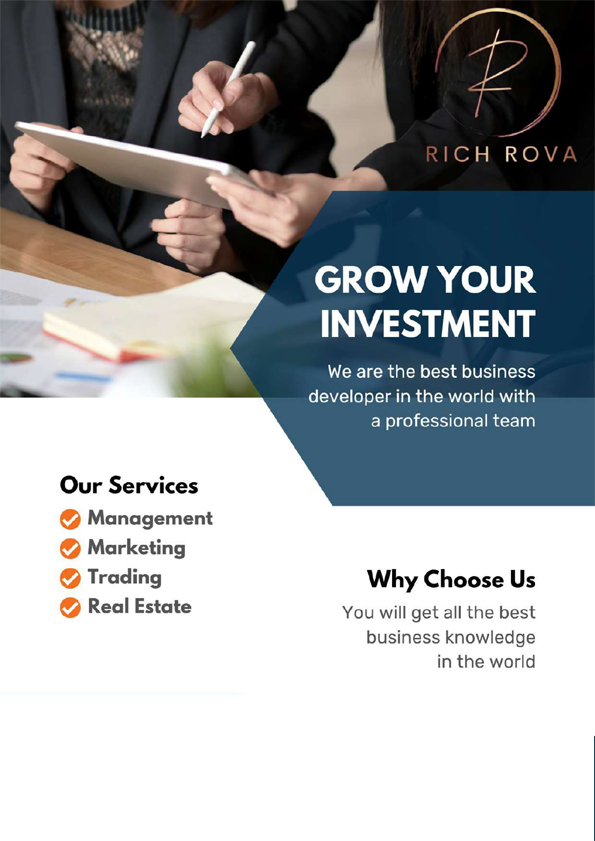 RICH ROVA
GROW YOUR
INVESTMENT
We are the best business
developer in the world with
a professional team
Our Services
Management
Marketing
Trading
Real Estate
Why Choose Us
You will get all the best
business knowledge
in the world